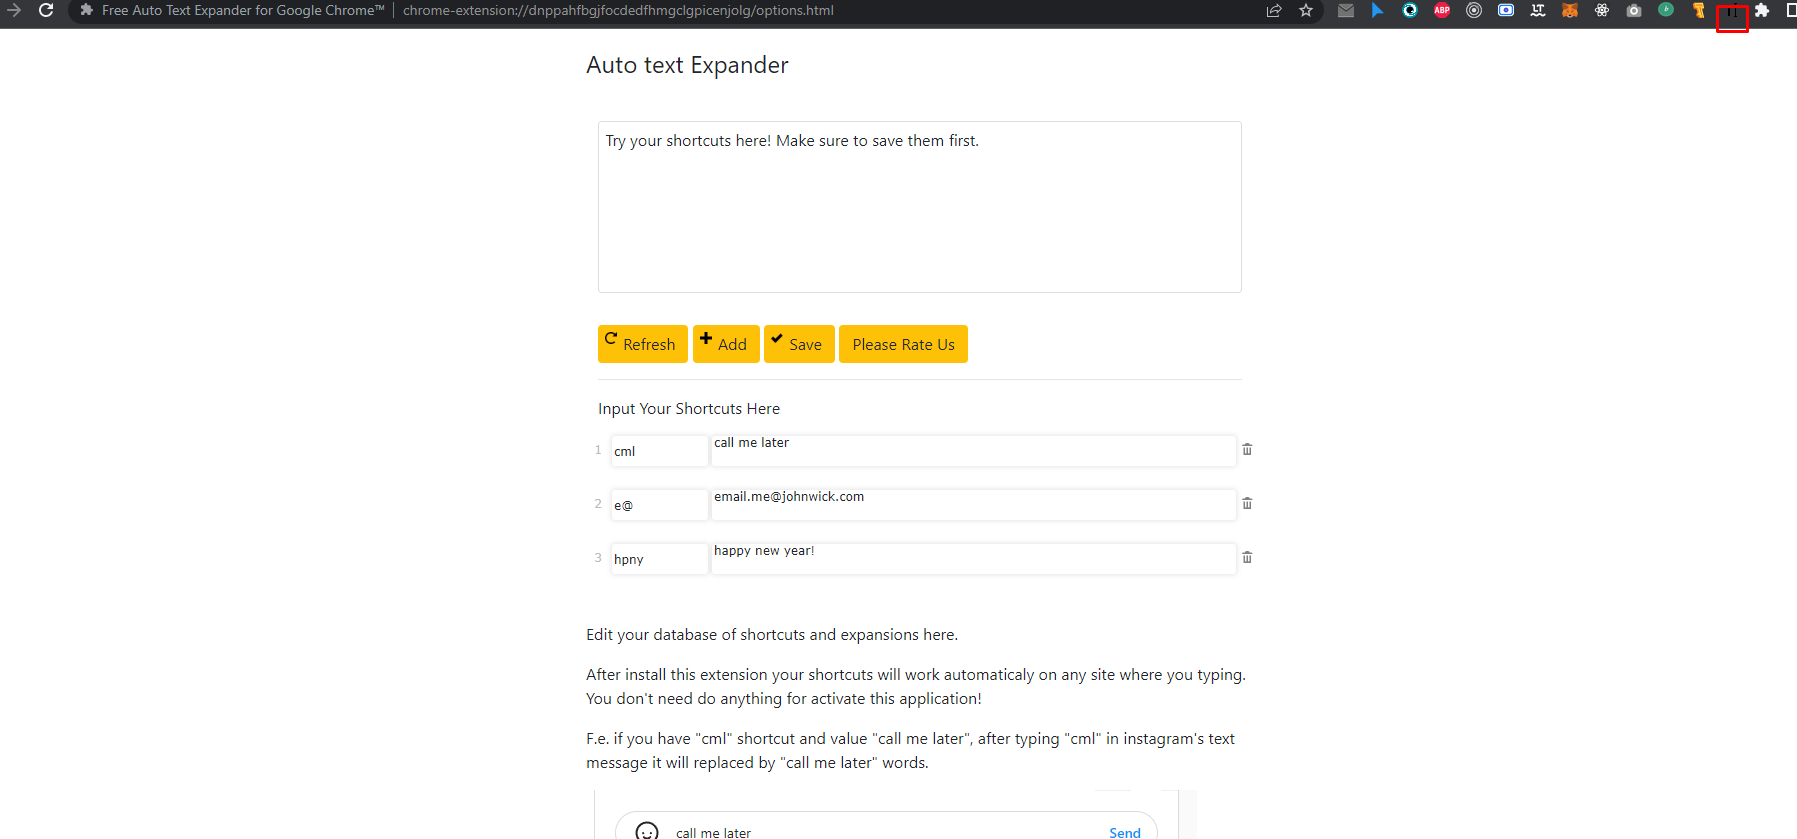 Free Auto Text Expander for Google Chrome™ | chrome-extension://dnppahfbgjfocdedfhmgclgpicenjolg/options.html
ABP
Auto text Expander
Try your shortcuts here! Make sure to save them first.
Refresh Add Save Please Rate Us
Input Your Shortcuts Here
1 cml call me later
2 e@ email.me@johnwick.com
3 hpny happy new year!
Edit your database of shortcuts and expansions here.
After install this extension your shortcuts will work automaticaly on any site where you typing.
You don't need do anything for activate this application!
F.e. if you have "cml" shortcut and value "call me later", after typing "cml" in instagram's text
message it will replaced by "call me later" words.
call me later Send